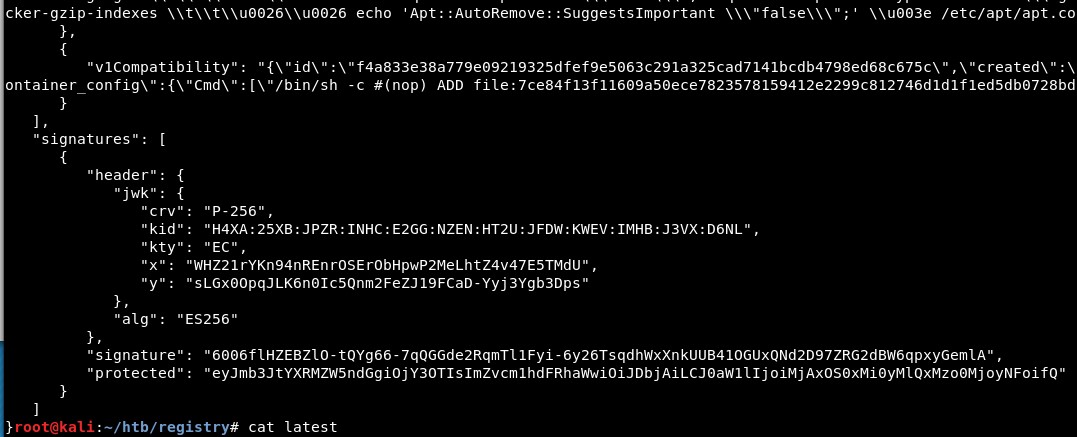 cker-gzip-indexes \\t\\t\\u0026\\u0026 echo 'Apt::AutoRemove::SuggestsImportant \\\"false\\\";' \\u003e /etc/apt/apt.co
},
{
"v1Compatibility": "{\"id\":\"f4a833e38a779e09219325dfef9e5063c291a325cad7141bcdb4798ed68c675c\",\"created\":\
ontainer_config\":{\"Cmd\":[\"/bin/sh -c #(nop) ADD file:7ce84f13f11609a50ece7823578159412e2299c812746d1d1f1ed5db0728bd
}
],
"signatures": [
{
"header": {
"jwk": {
"crv": "P-256",
"kid": "H4XA:25XB:JPZR:INHC:E2GG:NZEN:HT2U:JFDW:KWEV:IMHB:J3VX:D6NL",
"kty": "EC",
"x": "WHZ21rYKn94nREnrOSErObHpwP2MeLhtZ4v47E5TMdU",
"y": "sLGx0OpqJLK6n0Ic5Qnm2FeZJ19FCaD-Yyj3Ygb3Dps"
},
"alg": "ES256"
},
"signature": "6006flHZEBZlO-tQYg66-7qQGGde2RqmTl1Fyi-6y26TsqdhWxXnkUUB41OGUxQNd2D97ZRG2dBW6qpxyGemlA",
"protected": "eyJmb3JtYXRMZW5ndGgiOjY3OTIsImZvcm1hdFRhaWwiOiJDbjAiLCJ0aW1lIjoiMjAxOS0xMi0yMlQxMzo0MjoyNFoifQ"
}
]
}root@kali:~/htb/registry# cat latest